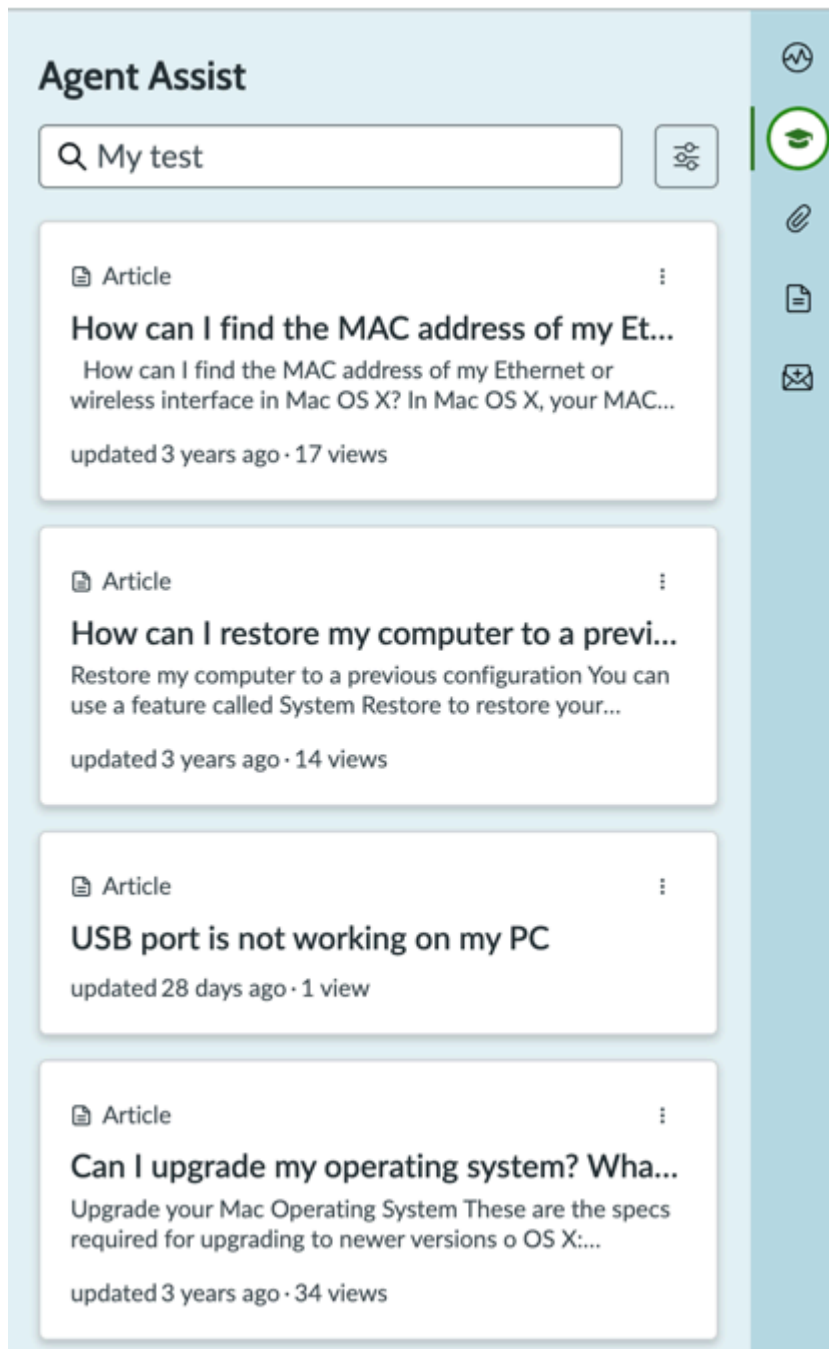 Agent Assist
My test
Article
How can I find the MAC address of my Et...
How can I find the MAC address of my Ethernet or
wireless interface in Mac OS X? In Mac OS X, your MAC...
updated 3 years ago · 17 views
Article
How can I restore my computer to a previ...
Restore my computer to a previous configuration You can
use a feature called System Restore to restore your...
updated 3 years ago · 14 views
Article
USB port is not working on my PC
updated 28 days ago · 1 view
Article
Can I upgrade my operating system? Wha...
Upgrade your Mac Operating System These are the specs
required for upgrading to newer versions o OS X:...
updated 3 years ago · 34 views